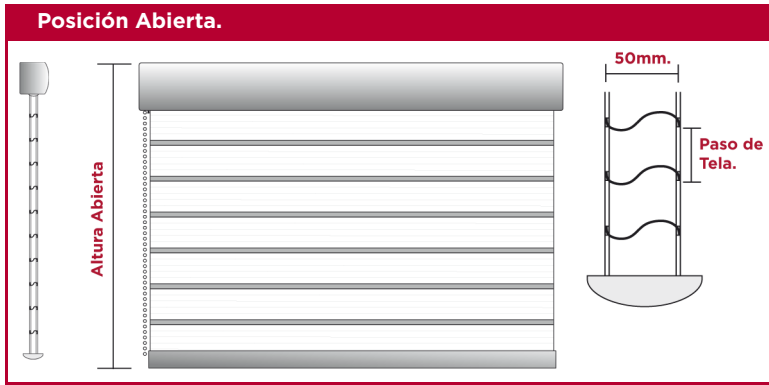 Posición Abierta.
Altura Abierta
50mm.
Paso de
Tela.